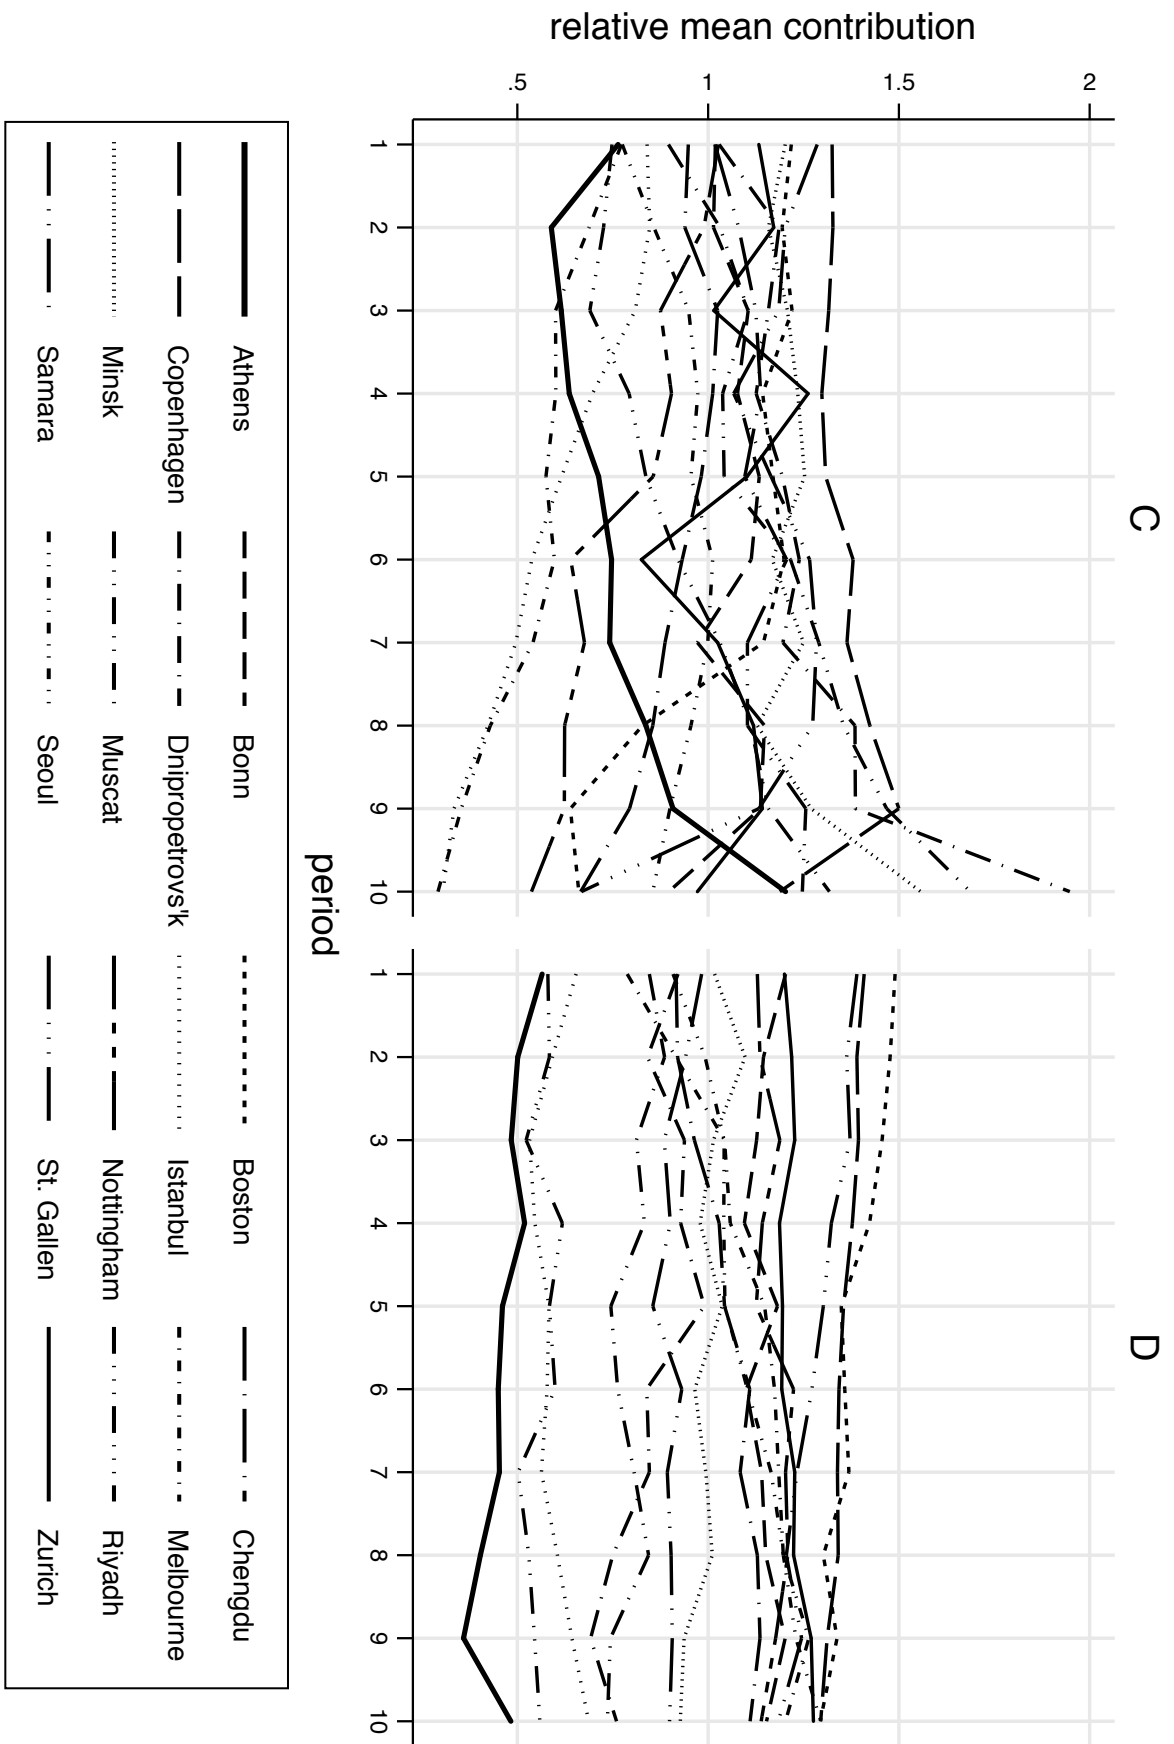 C
D
relative mean contribution
.5
1
1.5
2
1 2 3 4 5 6 7 8 9 10
1 2 3 4 5 6 7 8 9 10
period
Athens Bonn Boston Chengdu
Copenhagen Dnipropetrovs'k Istanbul Melbourne
Minsk Muscat Nottingham Riyadh
Samara Seoul St. Gallen Zurich